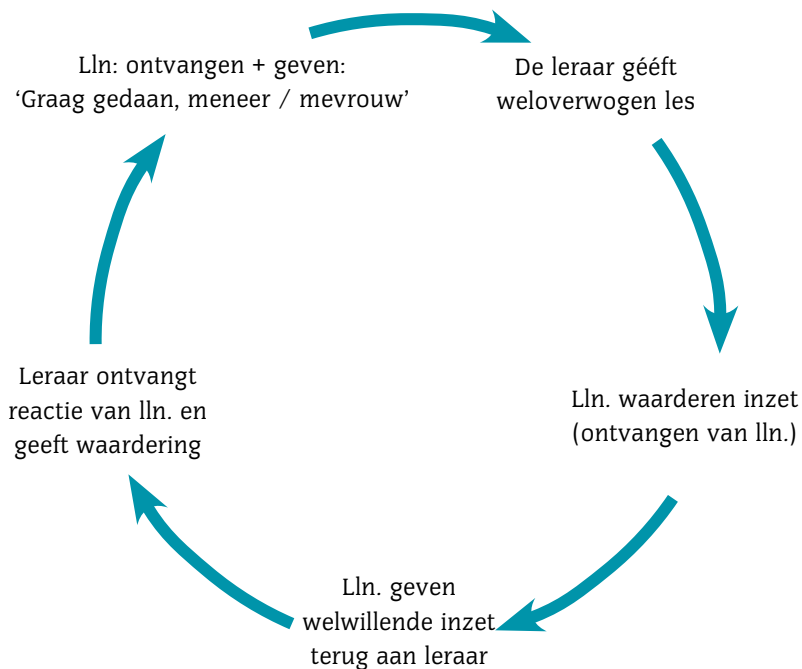 Lln: ontvangen + geven:
‘Graag gedaan, meneer / mevrouw’
De leraar gééft
weloverwogen les
Lln. waarderen inzet
(ontvangen van lln.)
Lln. geven
welwillende inzet
terug aan leraar
Leraar ontvangt
reactie van lln. en
geeft waardering